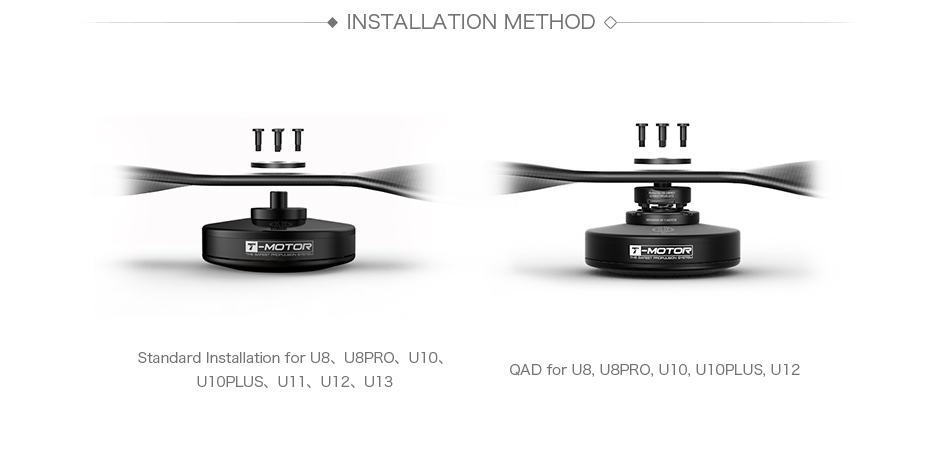 INSTALLATION METHOD
T-MOTOR
THE SAFEST PROPULSION SYSTEM
T-MOTOR
THE SAFEST PROPULSION SYSTEM
Standard Installation for U8、U8PRO、U10、
U10PLUS、U11、U12、U13
QAD for U8, U8PRO, U10, U10PLUS, U12